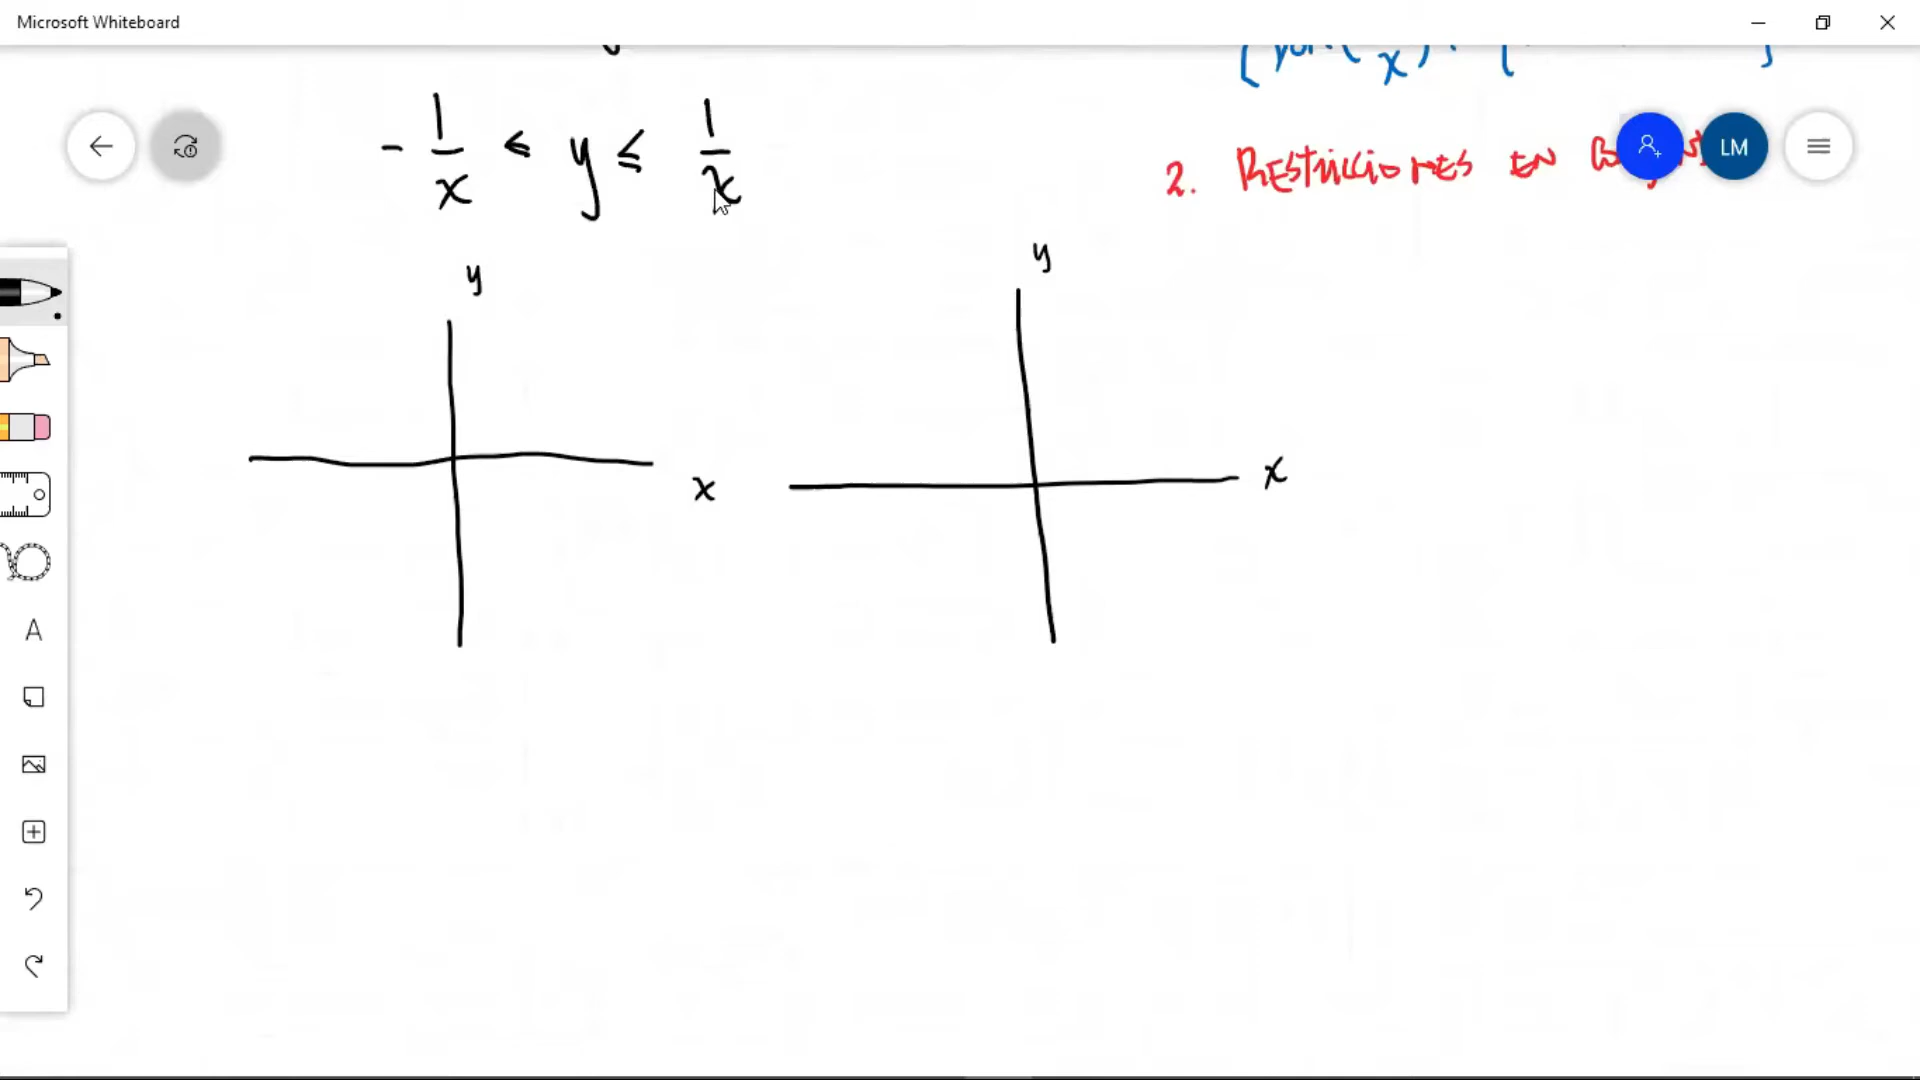 Microsoft Whiteboard
- 1/x ≤ y ≤ 1/x
2. Restricciones en
LM
y
y
x
x
A